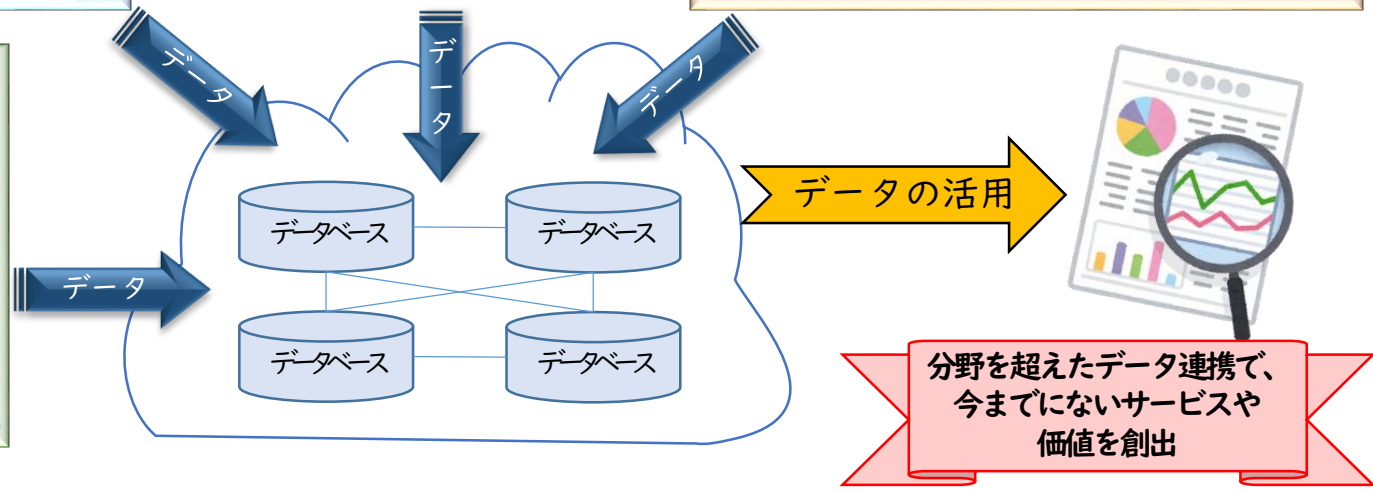 データ
データ
データ
データ
データベース
データベース
データベース
データベース
データの活用
分野を超えたデータ連携で、
今までにないサービスや
価値を創出